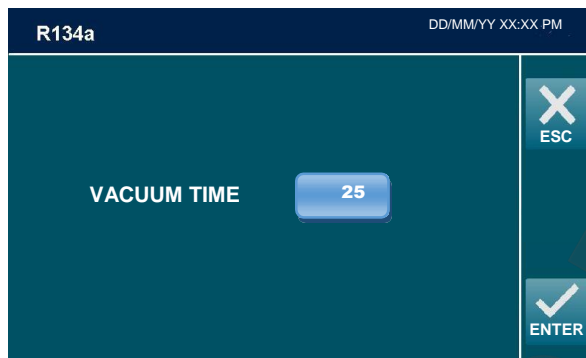 R134a
DD/MM/YY XX:XX PM
ESC
VACUUM TIME 25
ENTER